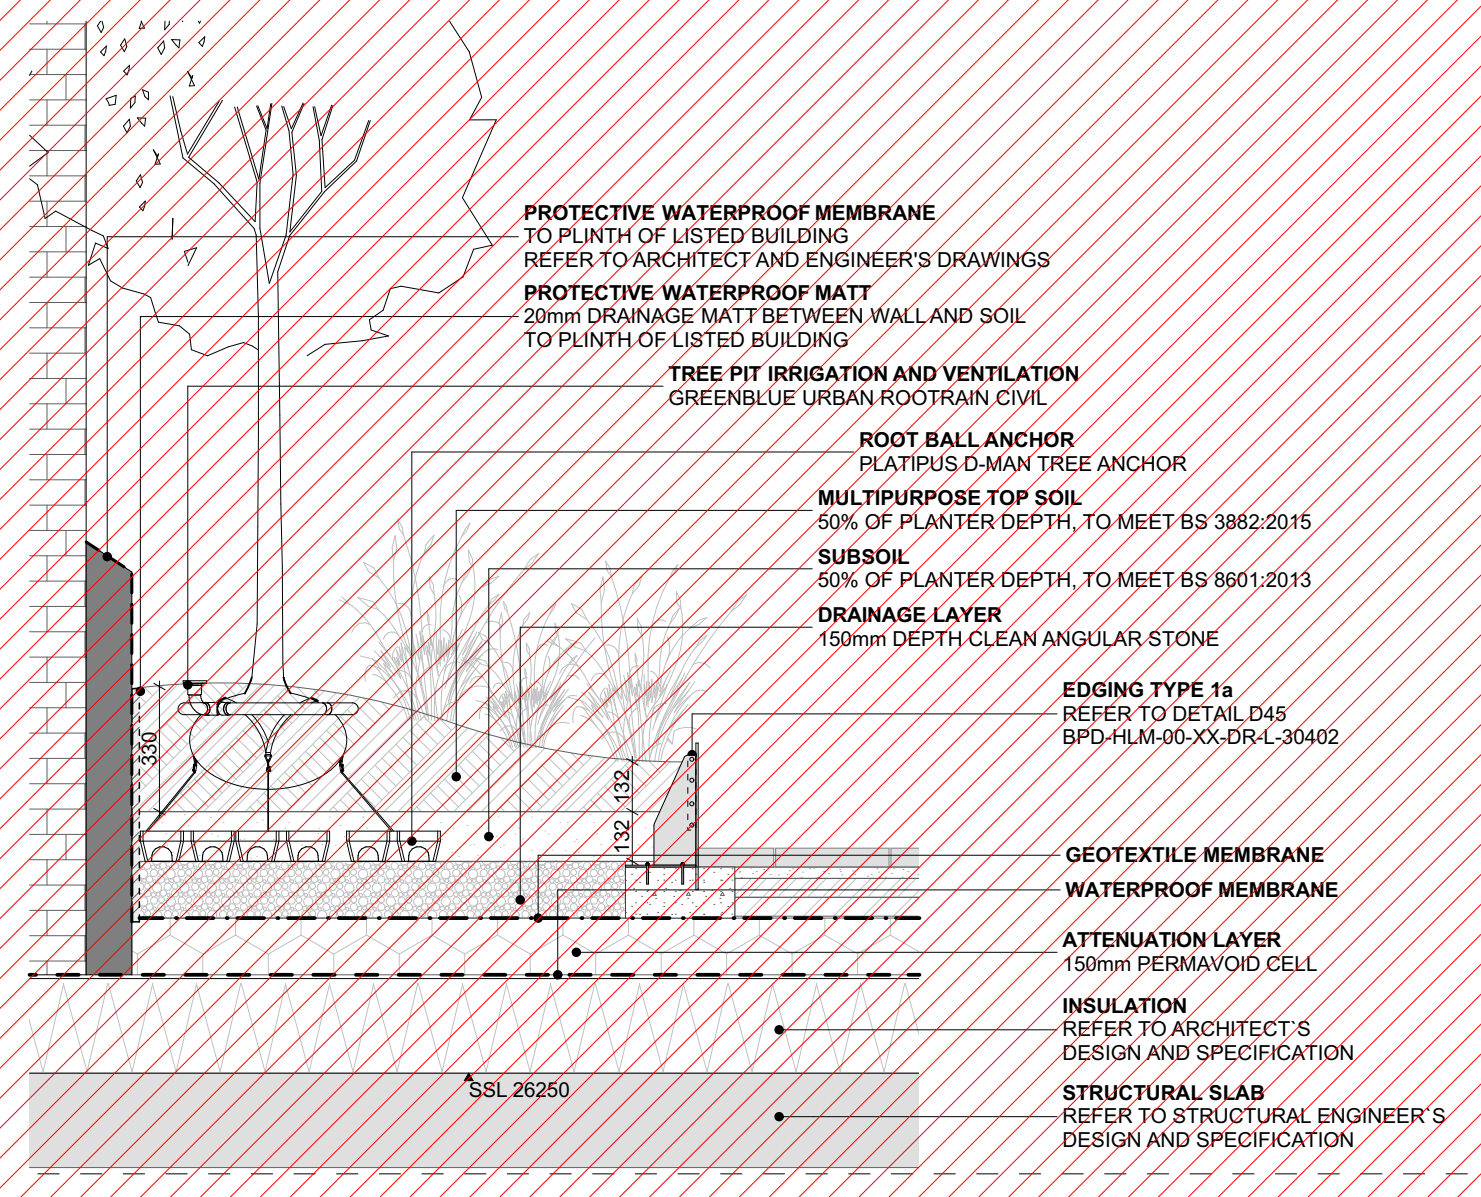 PROTECTIVE WATERPROOF MEMBRANE
TO PLINTH OF LISTED BUILDING
REFER TO ARCHITECT AND ENGINEER'S DRAWINGS
PROTECTIVE WATERPROOF MATT
20mm DRAINAGE MATT BETWEEN WALL AND SOIL
TO PLINTH OF LISTED BUILDING
TREE PIT IRRIGATION AND VENTILATION
GREENBLUE URBAN ROOTRAIN CIVIL
ROOT BALL ANCHOR
PLATIPUS D-MAN TREE ANCHOR
MULTIPURPOSE TOP SOIL
50% OF PLANTER DEPTH, TO MEET BS 3882:2015
SUBSOIL
50% OF PLANTER DEPTH, TO MEET BS 8601:2013
DRAINAGE LAYER
150mm DEPTH CLEAN ANGULAR STONE
EDGING TYPE 1a
REFER TO DETAIL D45
BPD-HLM-00-XX-DR-L-30402
330
132
132
GEOTEXTILE MEMBRANE
WATERPROOF MEMBRANE
ATTENUATION LAYER
150mm PERMAVOID CELL
INSULATION
REFER TO ARCHITECT`S
DESIGN AND SPECIFICATION
SSL 26250
STRUCTURAL SLAB
REFER TO STRUCTURAL ENGINEER`S
DESIGN AND SPECIFICATION